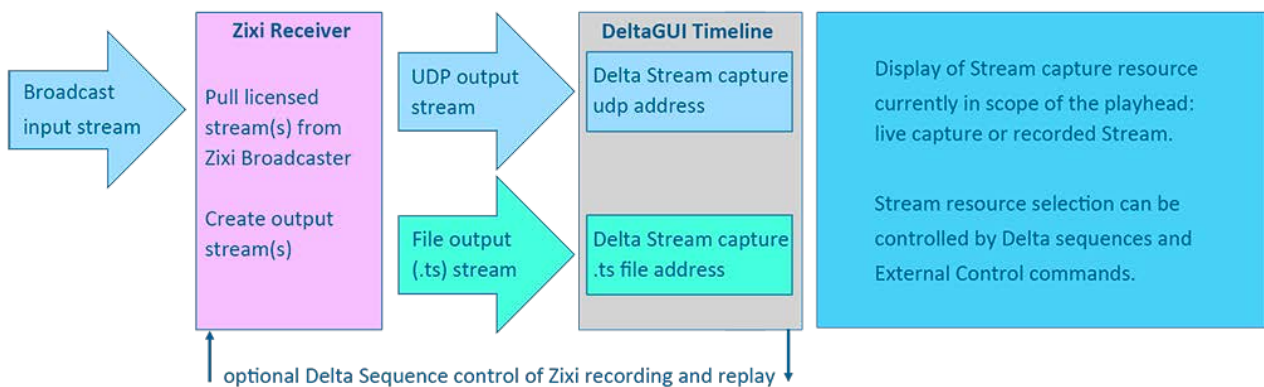 Broadcast
input stream
Zixi Receiver
Pull licensed
stream(s) from
Zixi Broadcaster
Create output
stream(s)
UDP output
stream
File output
(.ts) stream
DeltaGUI Timeline
Delta Stream capture
udp address
Delta Stream capture
.ts file address
Display of Stream capture resource
currently in scope of the playhead:
live capture or recorded Stream.
Stream resource selection can be
controlled by Delta sequences and
External Control commands.
optional Delta Sequence control of Zixi recording and replay